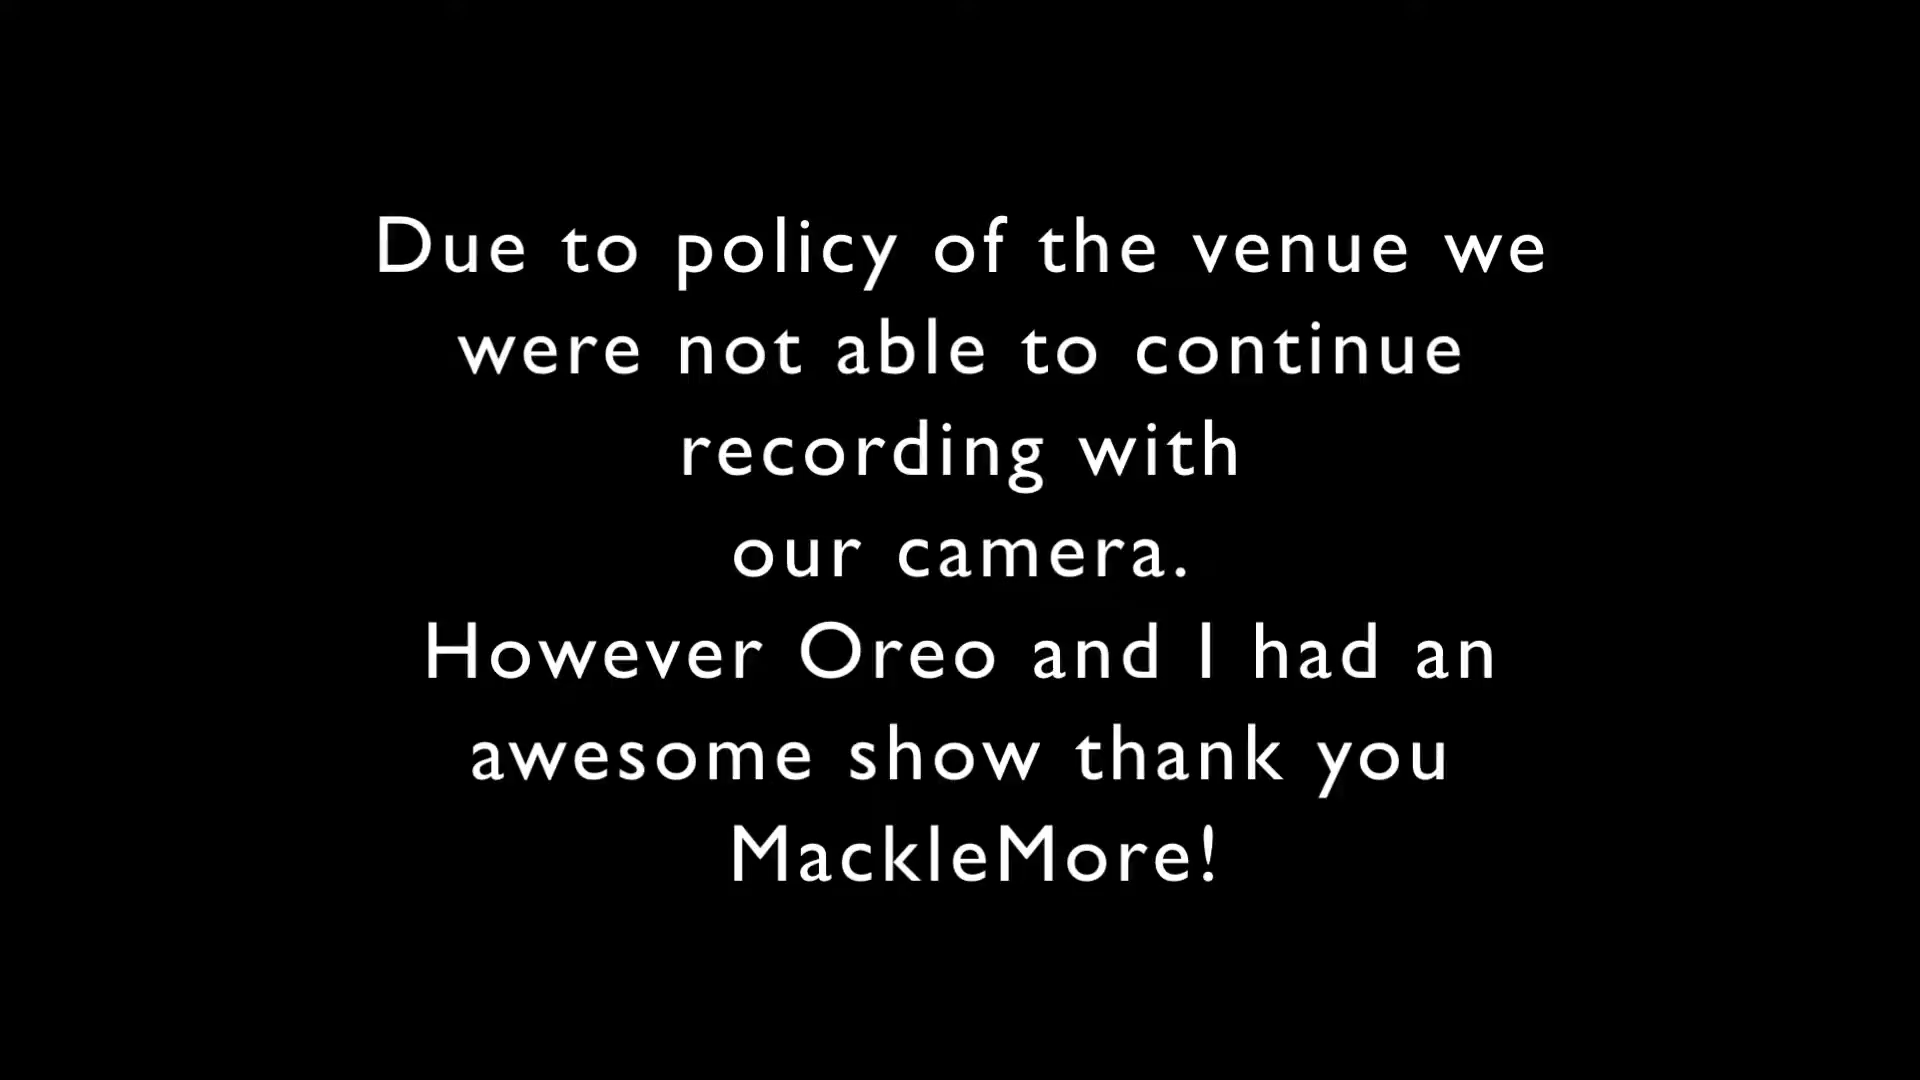 Due to policy of the venue we
were not able to continue
recording with
our camera.
However Oreo and I had an
awesome show thank you
MackleMore!